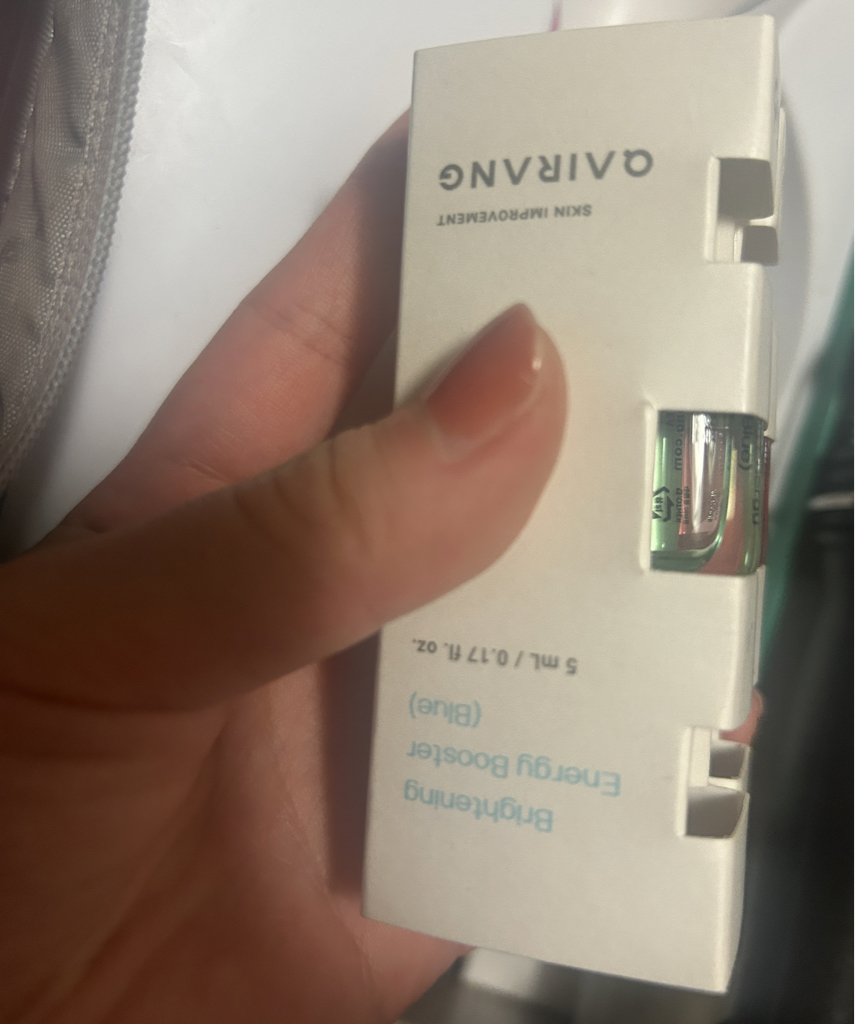 QAIRANG
SKIN IMPROVEMENT
Brightening
Energy Booster
(Blue)
5 mL / 0.17 fl. oz.